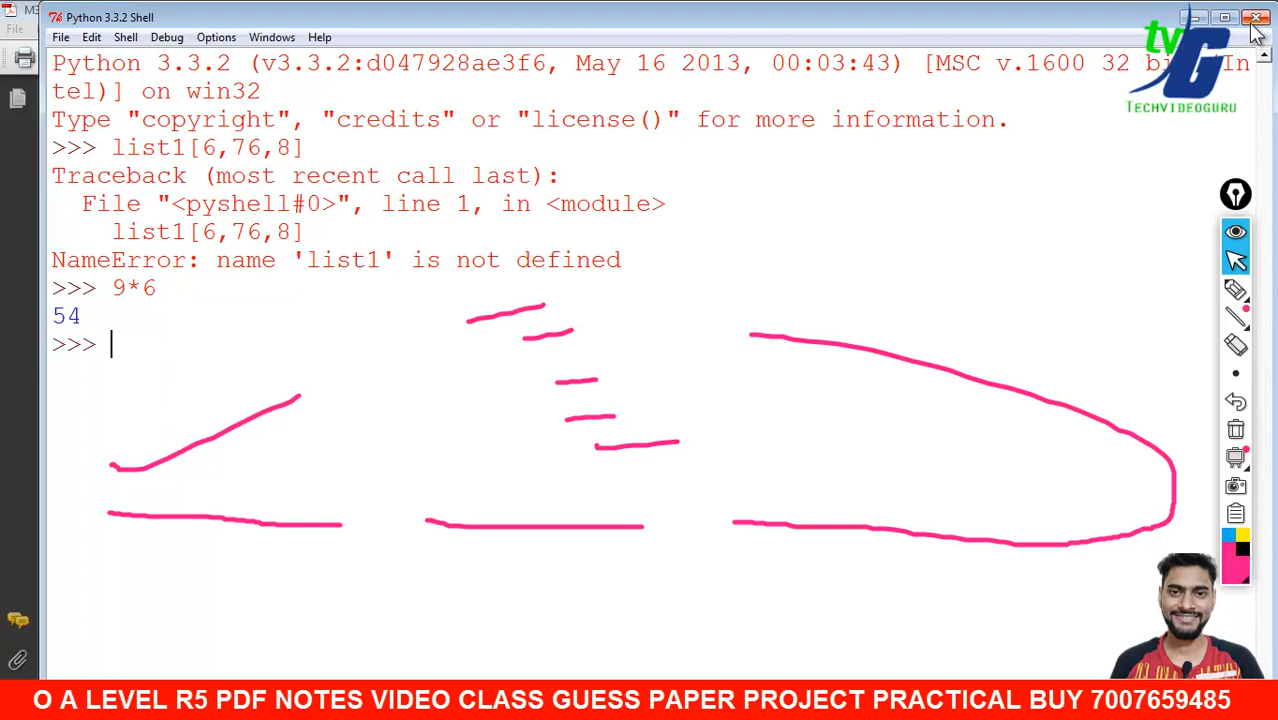 M3
File
Python 3.3.2 Shell
File Edit Shell Debug Options Windows Help
Python 3.3.2 (v3.3.2:d047928ae3f6, May 16 2013, 00:03:43) [MSC v.1600 32 bi In
tel)] on win32
Type "copyright", "credits" or "license()" for more information.
>>> list1[6,76,8]
Traceback (most recent call last):
File "<pyshell#0>", line 1, in <module>
list1[6,76,8]
NameError: name 'list1' is not defined
>>> 9*6
54
>>>
tv G
TECHVIDEOGURU
O A LEVEL R5 PDF NOTES VIDEO CLASS GUESS PAPER PROJECT PRACTICAL BUY 7007659485